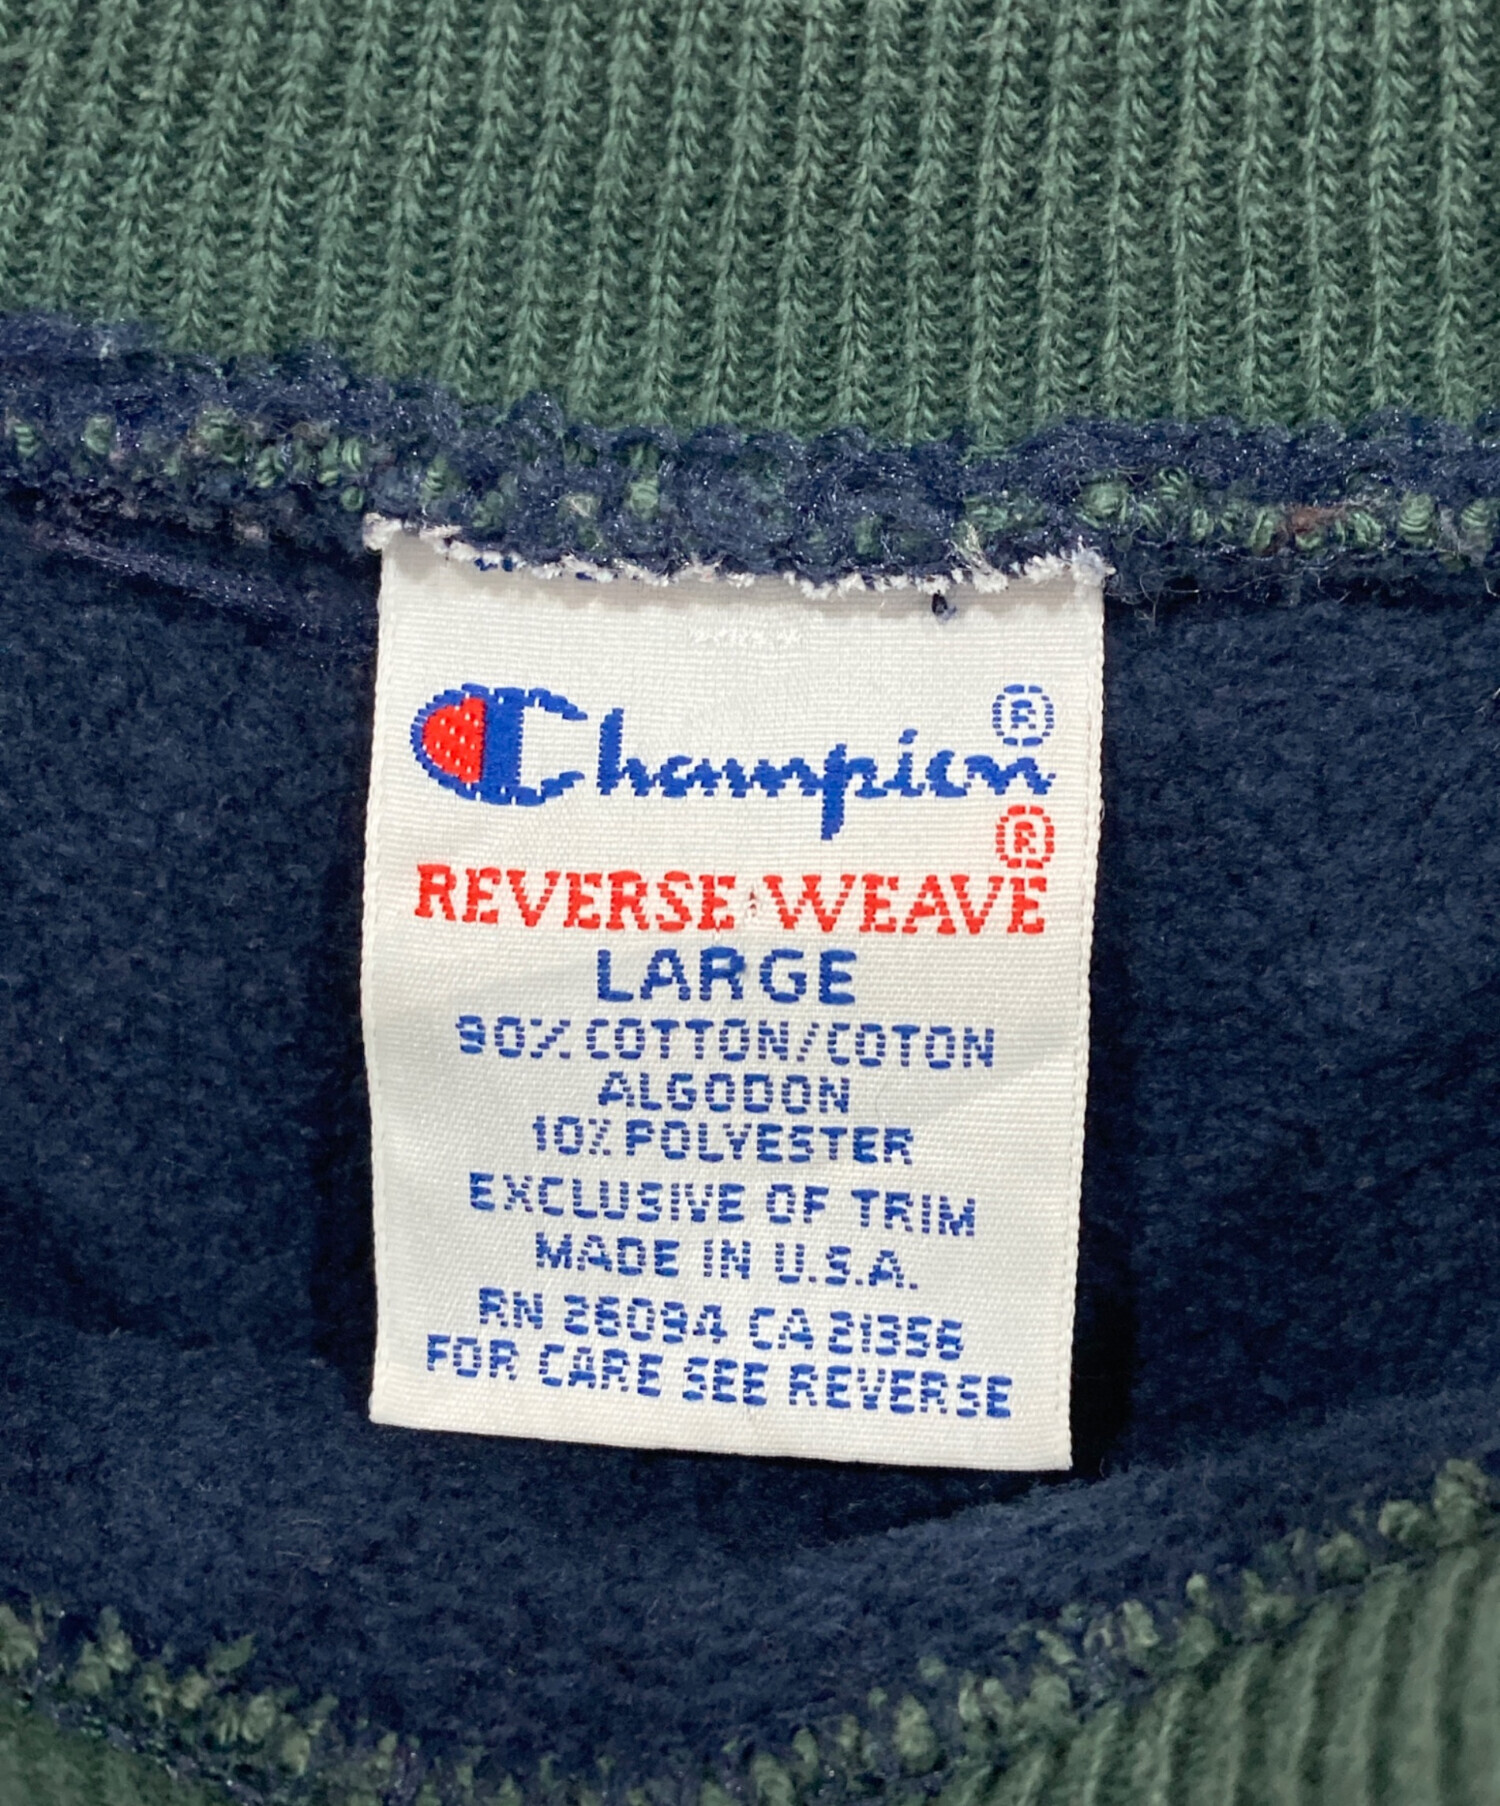 Champion®
REVERSE WEAVE®
LARGE
90% COTTON/COTON
ALGODON
10% POLYESTER
EXCLUSIVE OF TRIM
MADE IN U.S.A.
RN 26094 CA 21356
FOR CARE SEE REVERSE